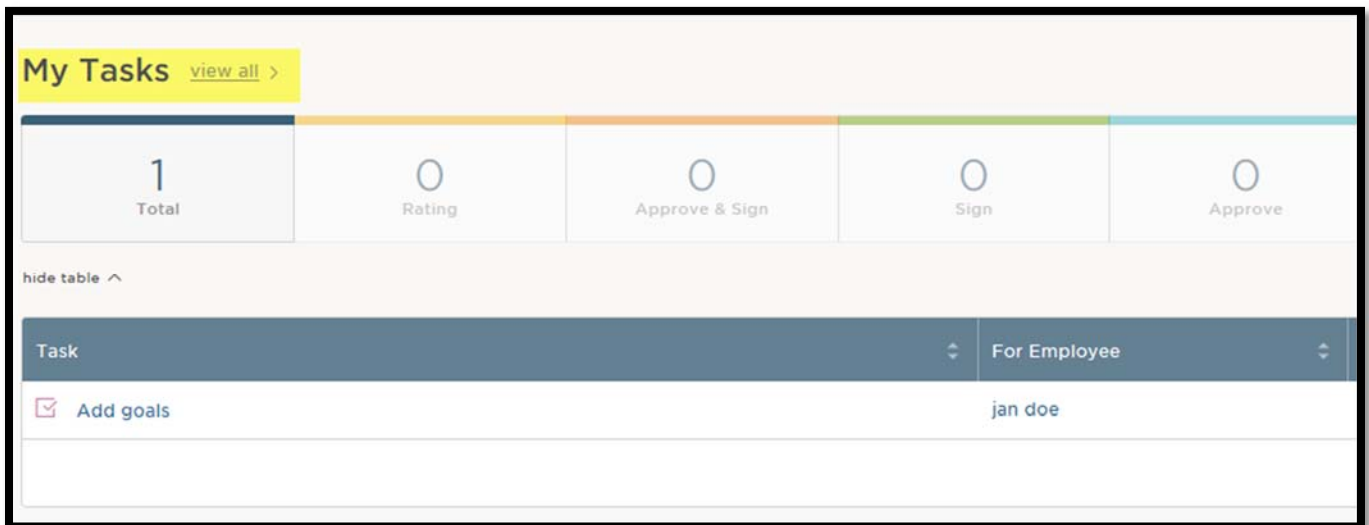 My Tasks view all >
1 0 0 0 0
Total Rating Approve & Sign Sign Approve
hide table
Task For Employee
Add goals jan doe